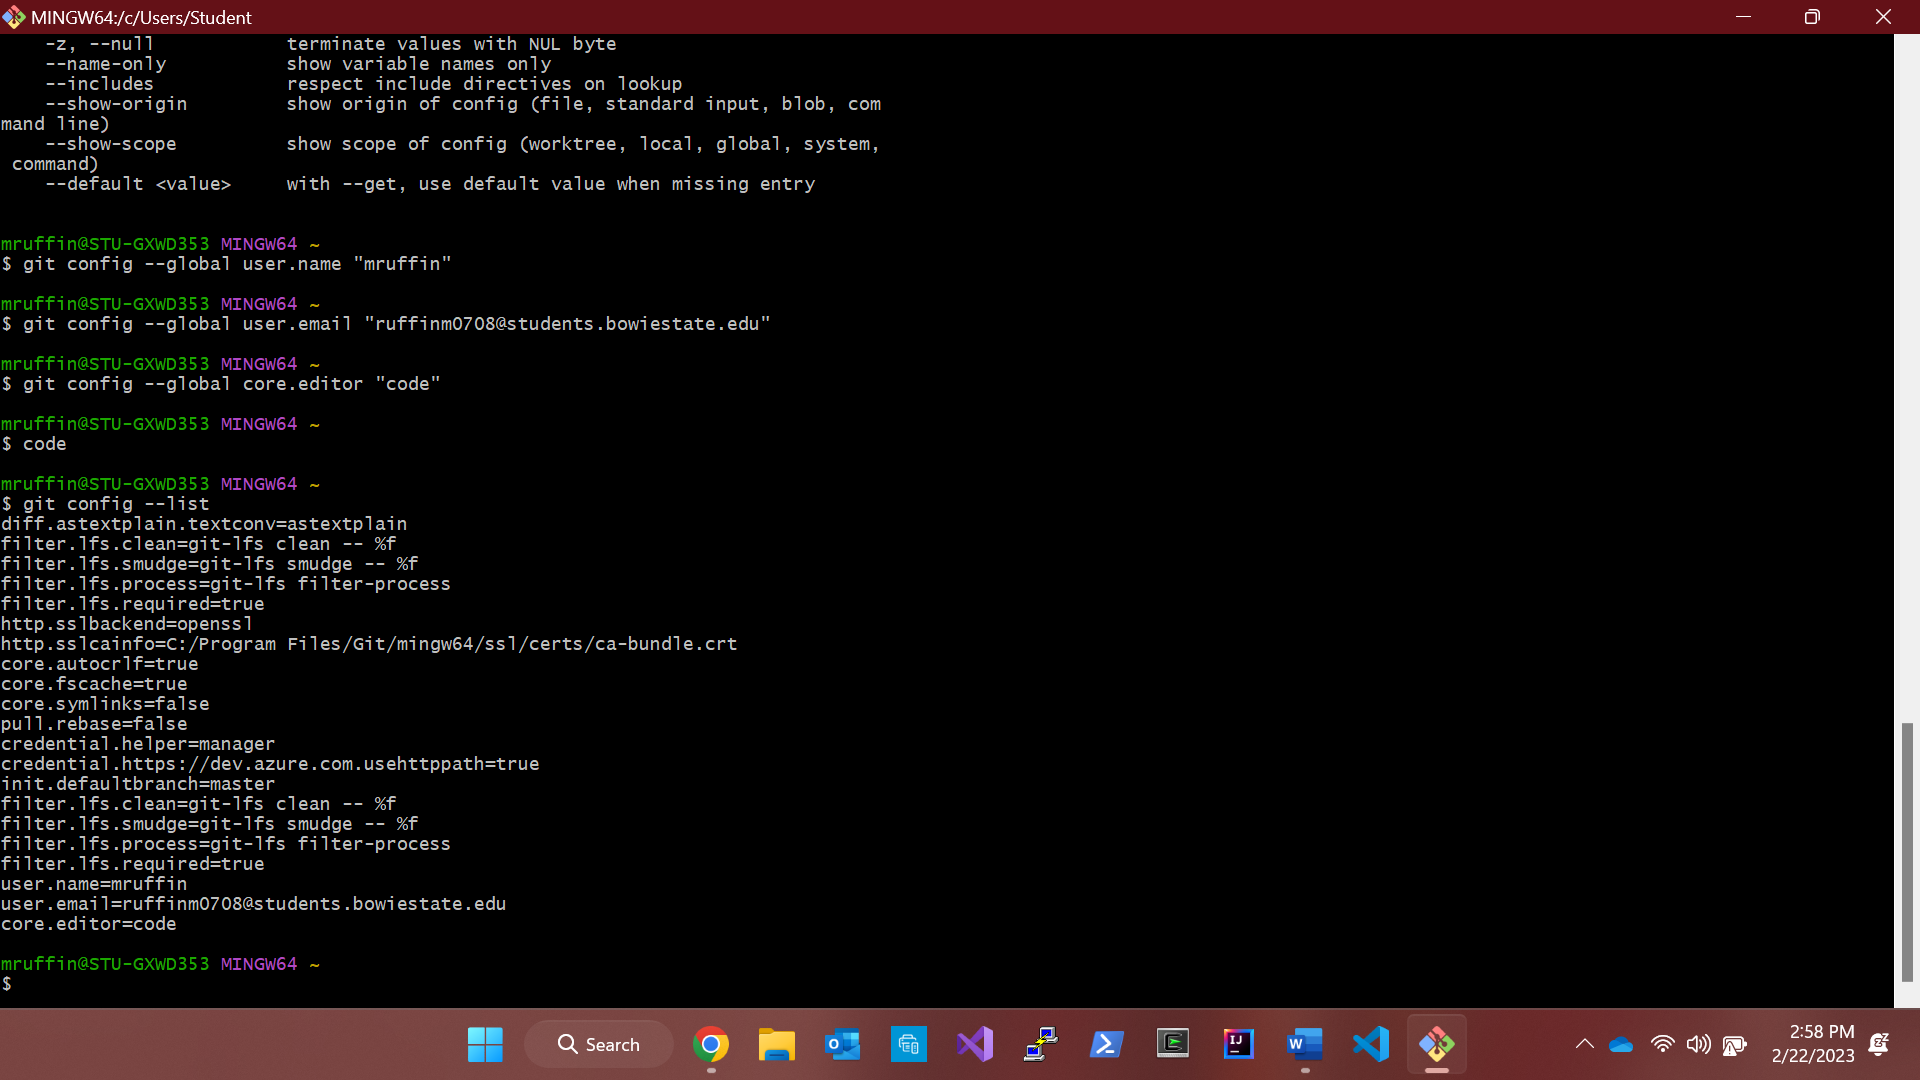 MINGW64:/c/Users/Student
-z, --null terminate values with NUL byte
--name-only show variable names only
--includes respect include directives on lookup
--show-origin show origin of config (file, standard input, blob, com
mand line)
--show-scope show scope of config (worktree, local, global, system,
command)
--default <value> with --get, use default value when missing entry
mruffin@STU-GXWD353 MINGW64 ~
$ git config --global user.name "mruffin"
mruffin@STU-GXWD353 MINGW64 ~
$ git config --global user.email "ruffinm0708@students.bowiestate.edu"
mruffin@STU-GXWD353 MINGW64 ~
$ git config --global core.editor "code"
mruffin@STU-GXWD353 MINGW64 ~
$ code
mruffin@STU-GXWD353 MINGW64 ~
$ git config --list
diff.astextplain.textconv=astextplain
filter.lfs.clean=git-lfs clean -- %f
filter.lfs.smudge=git-lfs smudge -- %f
filter.lfs.process=git-lfs filter-process
filter.lfs.required=true
http.sslbackend=openssl
http.sslcainfo=C:/Program Files/Git/mingw64/ssl/certs/ca-bundle.crt
core.autocrlf=true
core.fscache=true
core.symlinks=false
pull.rebase=false
credential.helper=manager
credential.https://dev.azure.com.usehttppath=true
init.defaultbranch=master
filter.lfs.clean=git-lfs clean -- %f
filter.lfs.smudge=git-lfs smudge -- %f
filter.lfs.process=git-lfs filter-process
filter.lfs.required=true
user.name=mruffin
user.email=ruffinm0708@students.bowiestate.edu
core.editor=code
mruffin@STU-GXWD353 MINGW64 ~
$
Search
2:58 PM
2/22/2023